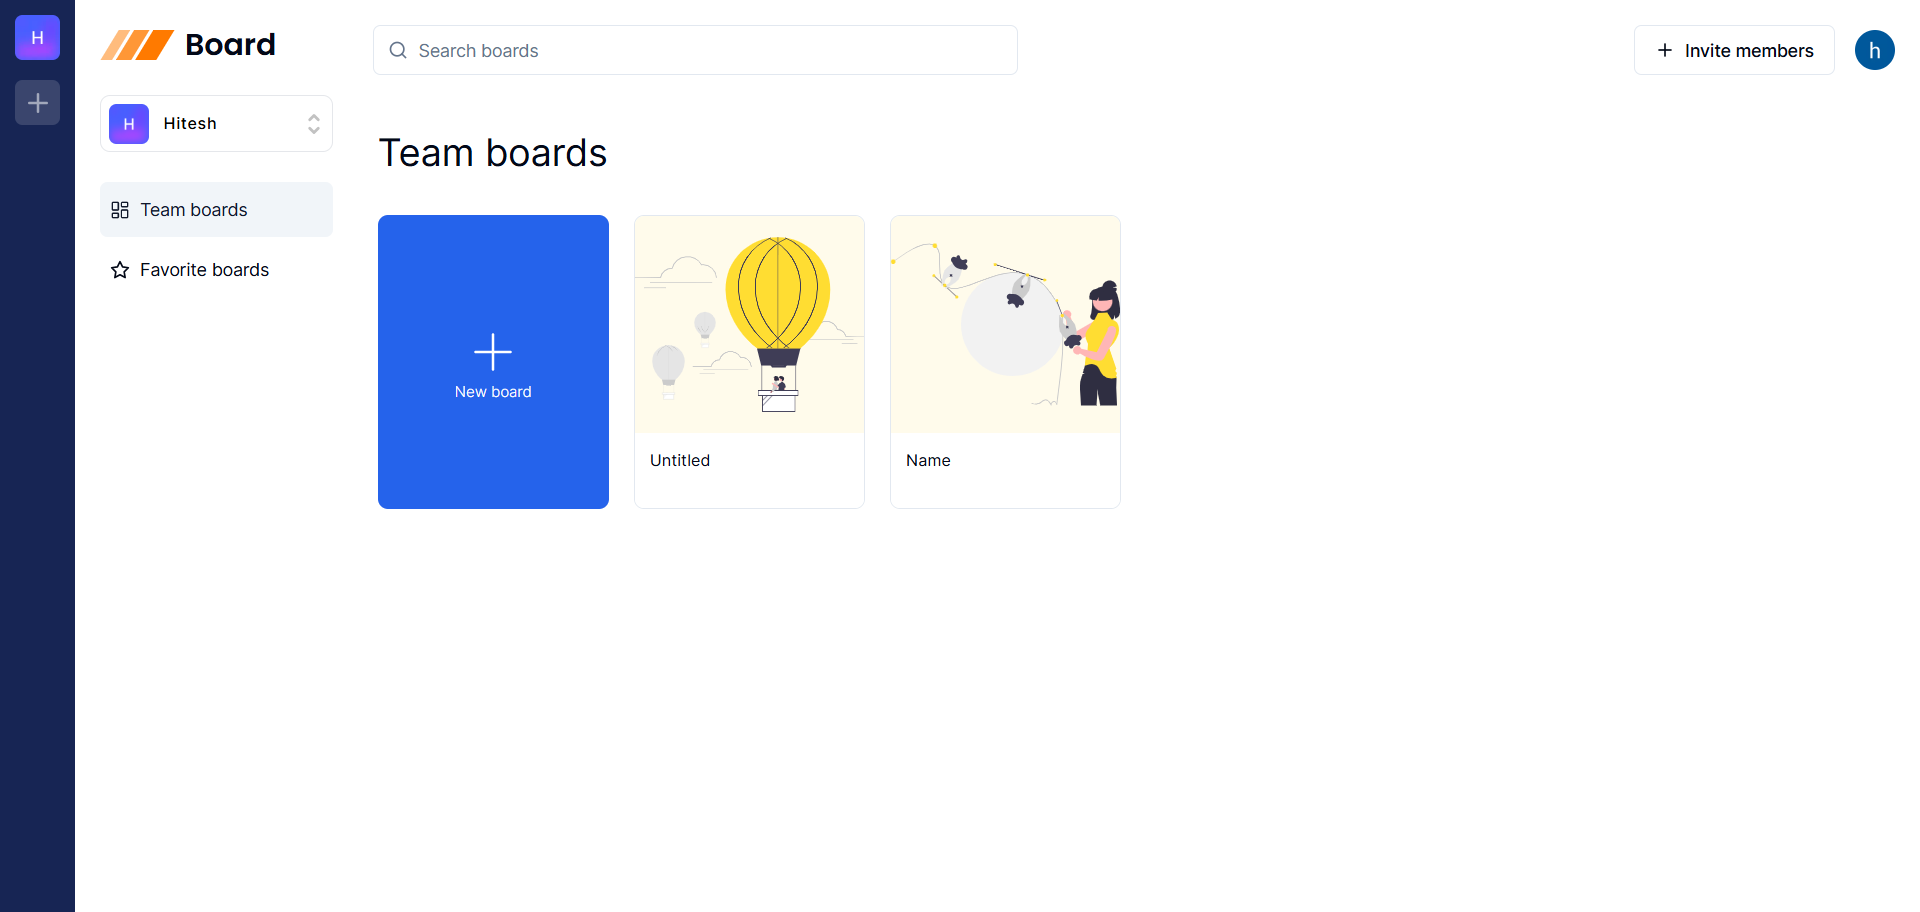 H
Board
Search boards
Invite members
h
H
Hitesh
Team boards
Favorite boards
Team boards
New board
Untitled
Name